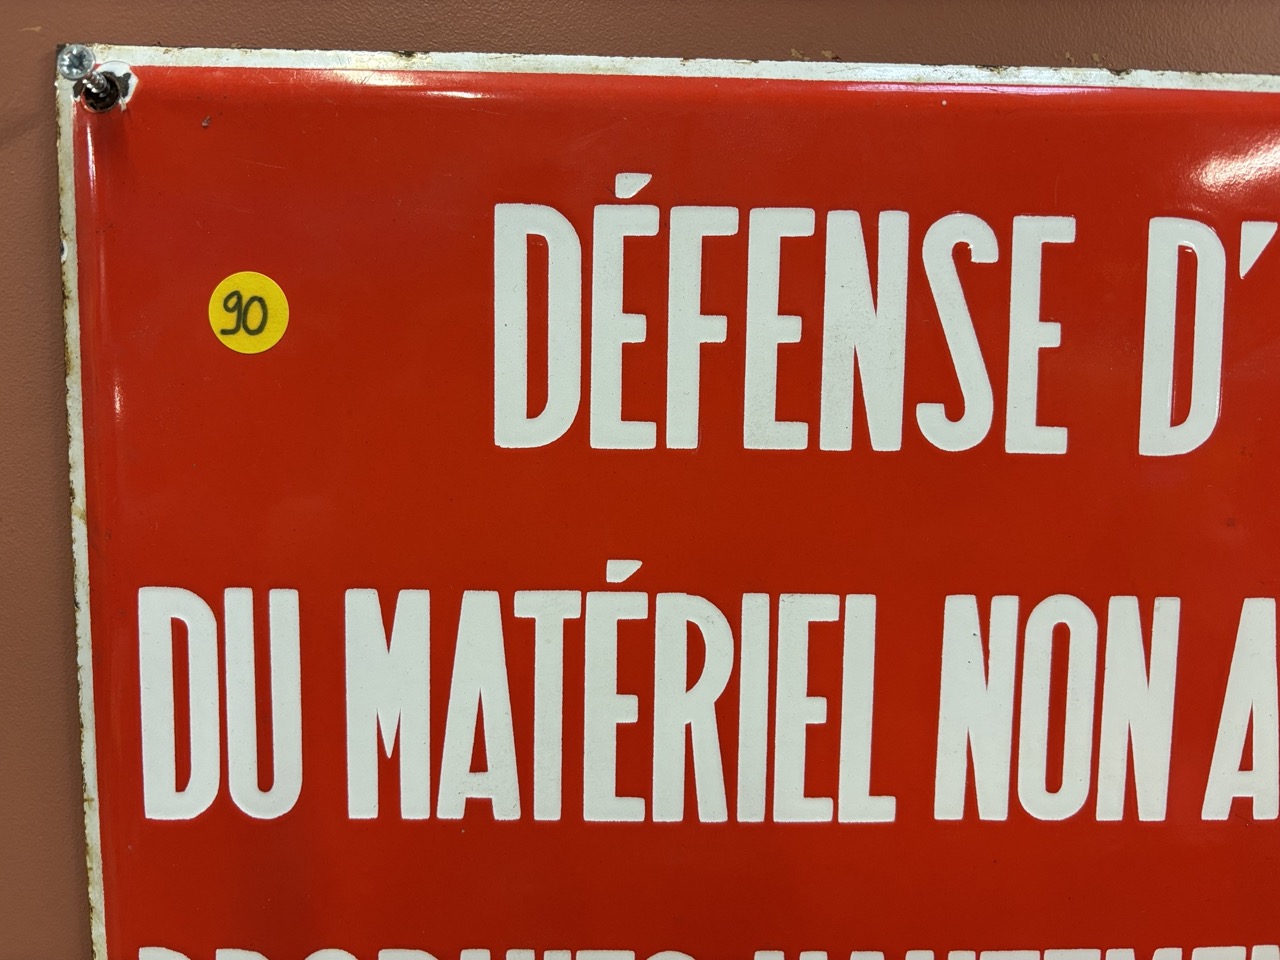 DÉFENSE D'
90
DU MATÉRIEL NON A